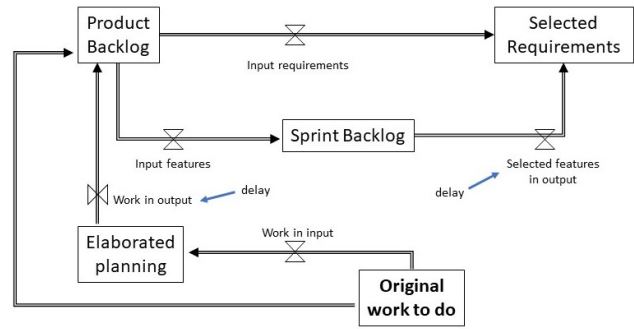 Product
Backlog
Selected
Requirements
Input requirements
Sprint Backlog
Input features
Selected features
in output
delay
delay
Work in output
Work in input
Elaborated
planning
Original
work to do